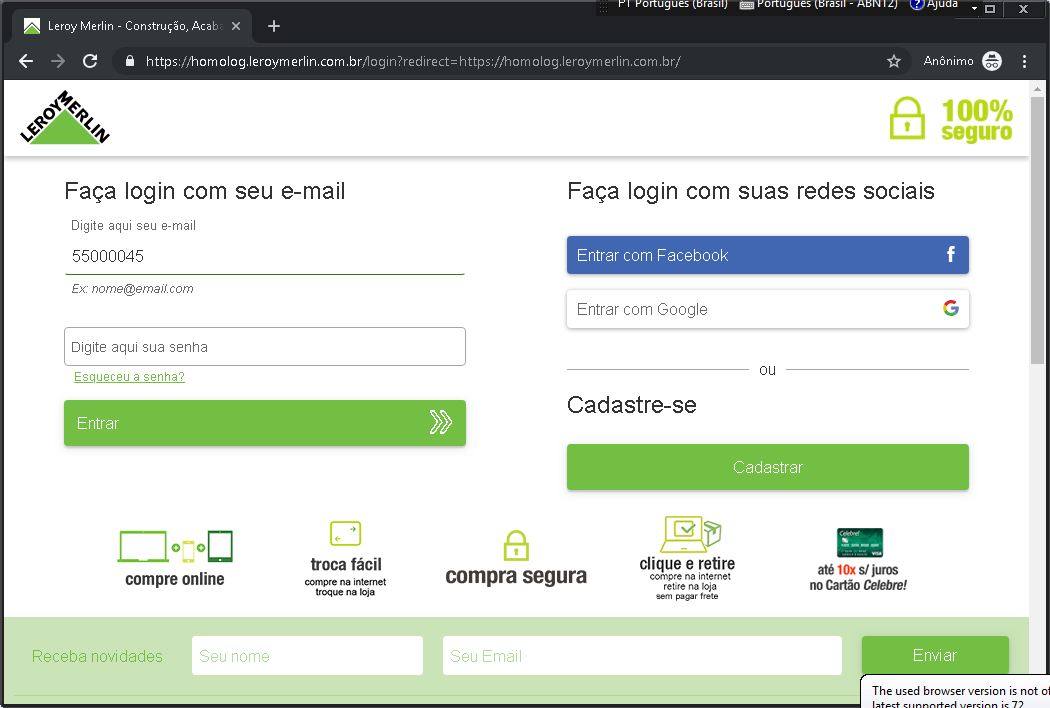 PT Português (Brasil) Português (Brasil - ABNT2) Ajuda
Leroy Merlin - Construção, Acaba
https://homolog.leroymerlin.com.br/login?redirect=https://homolog.leroymerlin.com.br/
Anônimo
LEROY MERLIN
100%
seguro
Faça login com seu e-mail
Digite aqui seu e-mail
55000045
Ex: nome@email.com
Digite aqui sua senha
Esqueceu a senha?
Entrar
Faça login com suas redes sociais
Entrar com Facebook
Entrar com Google
ou
Cadastre-se
Cadastrar
compre online
troca fácil
compre na internet
troque na loja
compra segura
clique e retire
compre na internet
retire na loja
sem pagar frete
Celebre!
VISA
até 10x s/ juros
no Cartão Celebre!
Receba novidades
Seu nome
Seu Email
Enviar
The used browser version is not of
latest supported version is 72